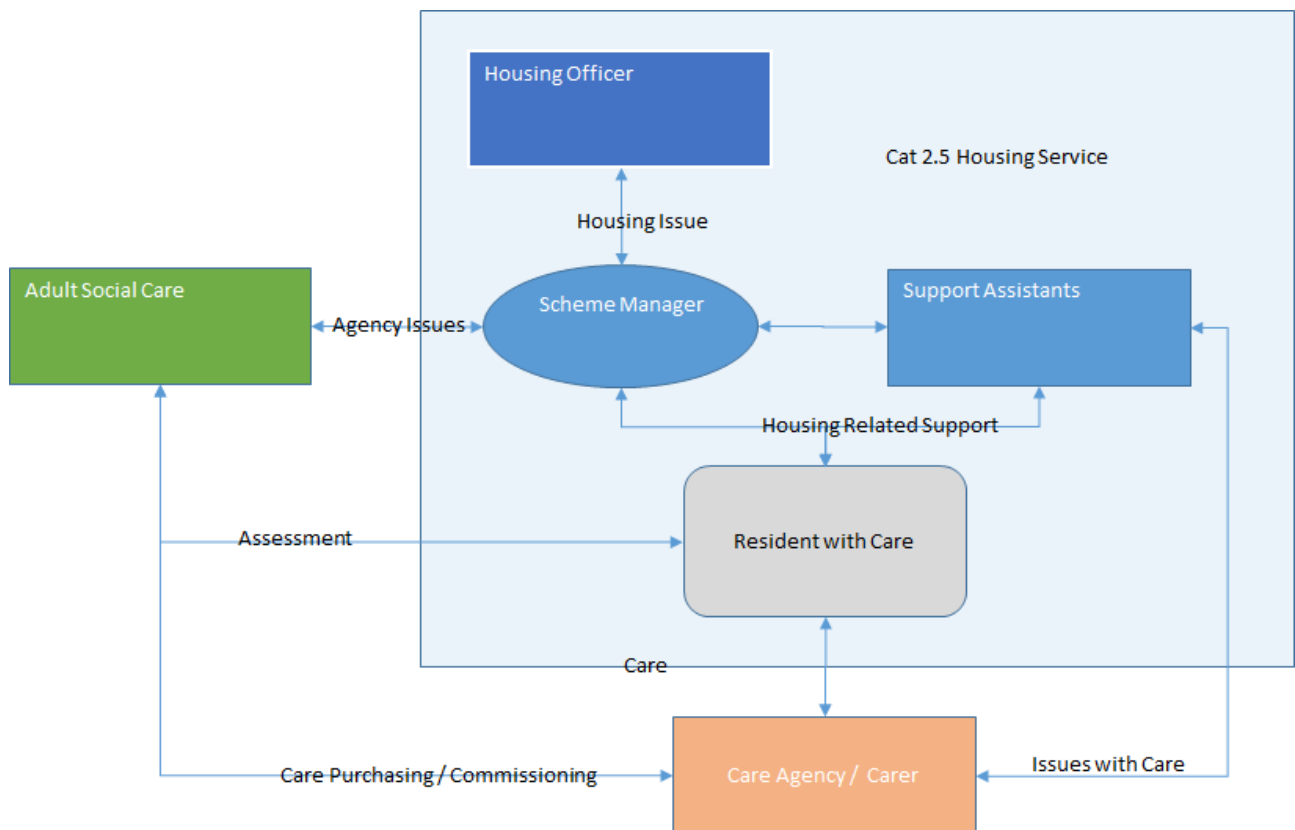 Housing Officer
Cat 2.5 Housing Service
Housing Issue
Adult Social Care
Agency Issues
Scheme Manager
Support Assistants
Housing Related Support
Assessment
Resident with Care
Care
Care Purchasing / Commissioning
Care Agency / Carer
Issues with Care